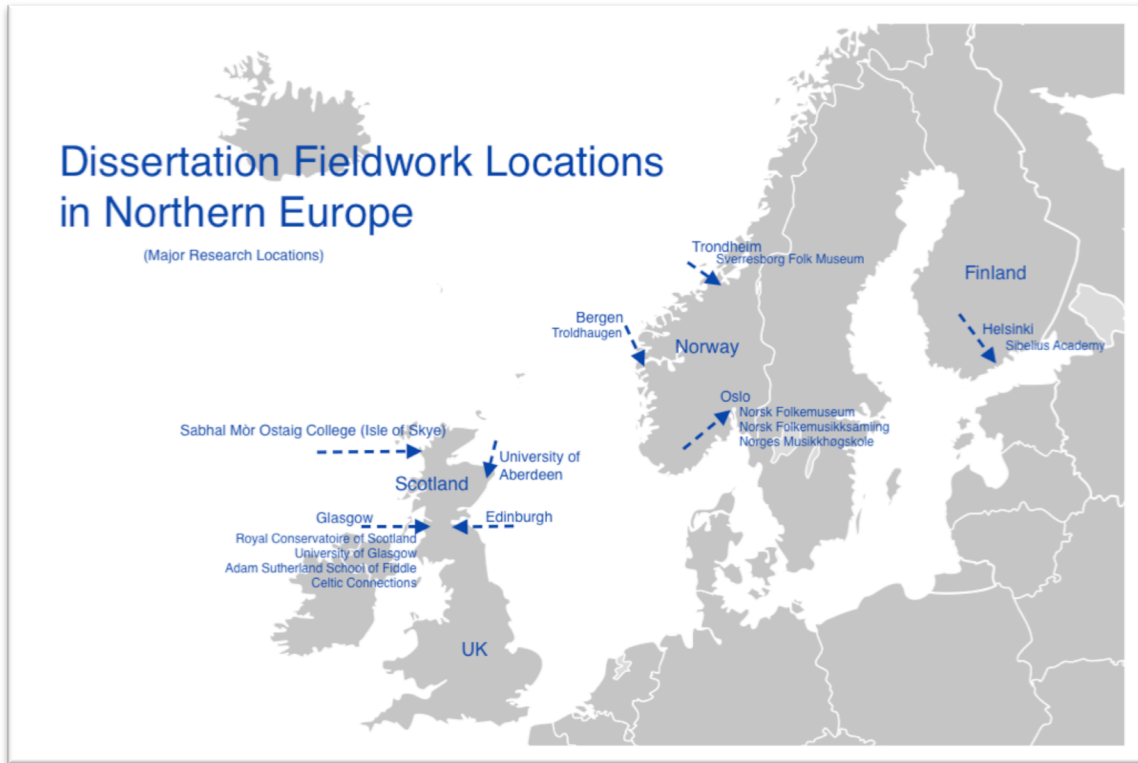 Dissertation Fieldwork Locations
in Northern Europe
(Major Research Locations)
Trondheim
Sverresborg Folk Museum
Finland
Bergen
Troldhaugen
Norway
Helsinki
Sibelius Academy
Oslo
Norsk Folkemuseum
Norsk Folkemusikksamling
Norges Musikkhøgskole
Sabhal Mòr Ostaig College (Isle of Skye)
University of
Aberdeen
Scotland
Glasgow
Edinburgh
Royal Conservatoire of Scotland
University of Glasgow
Adam Sutherland School of Fiddle
Celtic Connections
UK